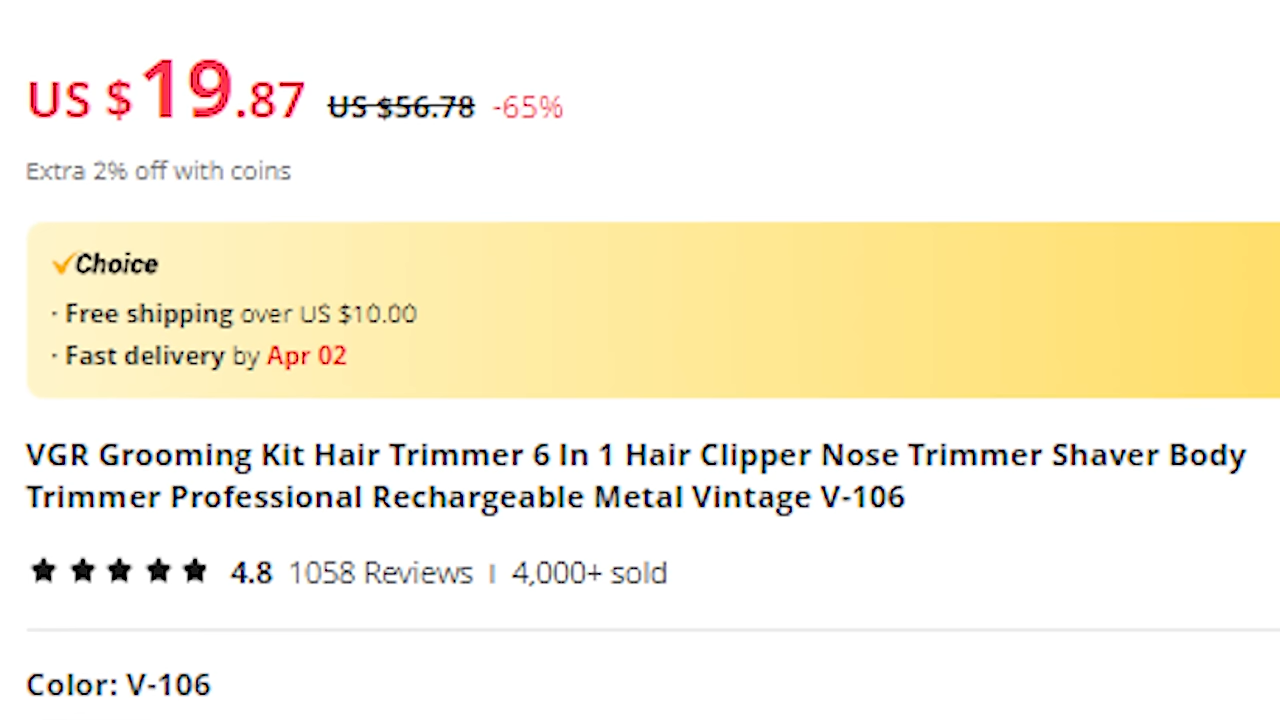 US $19.87 US $56.78 -65%
Extra 2% off with coins
Choice
· Free shipping over US $10.00
· Fast delivery by Apr 02
VGR Grooming Kit Hair Trimmer 6 In 1 Hair Clipper Nose Trimmer Shaver Body
Trimmer Professional Rechargeable Metal Vintage V-106
4.8 1058 Reviews | 4,000+ sold
Color: V-106